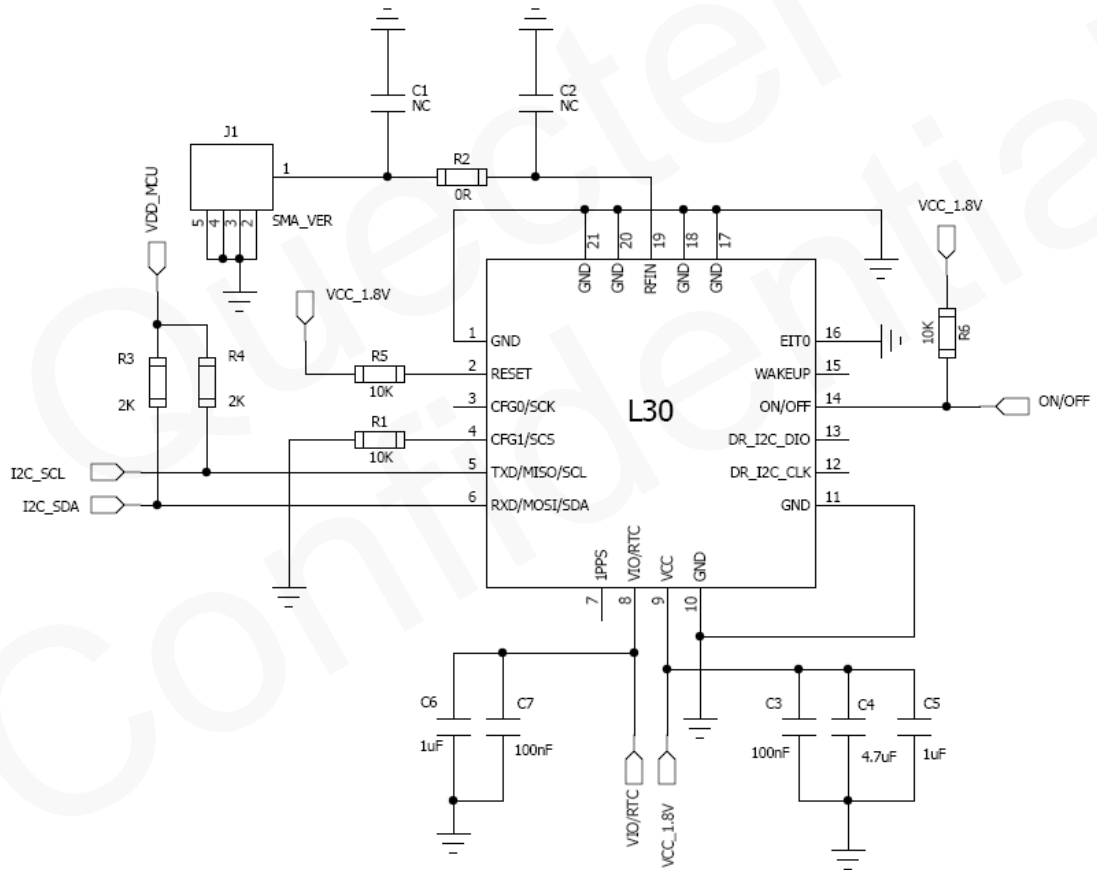 Quectel
Confidential
C1
NC
C2
NC
J1
1
R2
0R
5
4
3
2
SMA_VER
VDD_MCU
VCC_1.8V
21
20
19
18
17
GND
GND
RFIN
GND
GND
VCC_1.8V
10K
R6
R3
2K
R4
2K
R5
10K
R1
10K
1
GND
2
RESET
3
CFG0/SCK
4
CFG1/SCS
5
TXD/MISO/SCL
6
RXD/MOSI/SDA
L30
EIT0
16
WAKEUP
15
ON/OFF
14
DR_I2C_DIO
13
DR_I2C_CLK
12
GND
11
ON/OFF
I2C_SCL
I2C_SDA
1PPS
VIO/RTC
VCC
GND
7
8
9
10
C6
1uF
C7
100nF
C3
100nF
C4
4.7uF
C5
1uF
VIO/RTC
VCC_1.8V